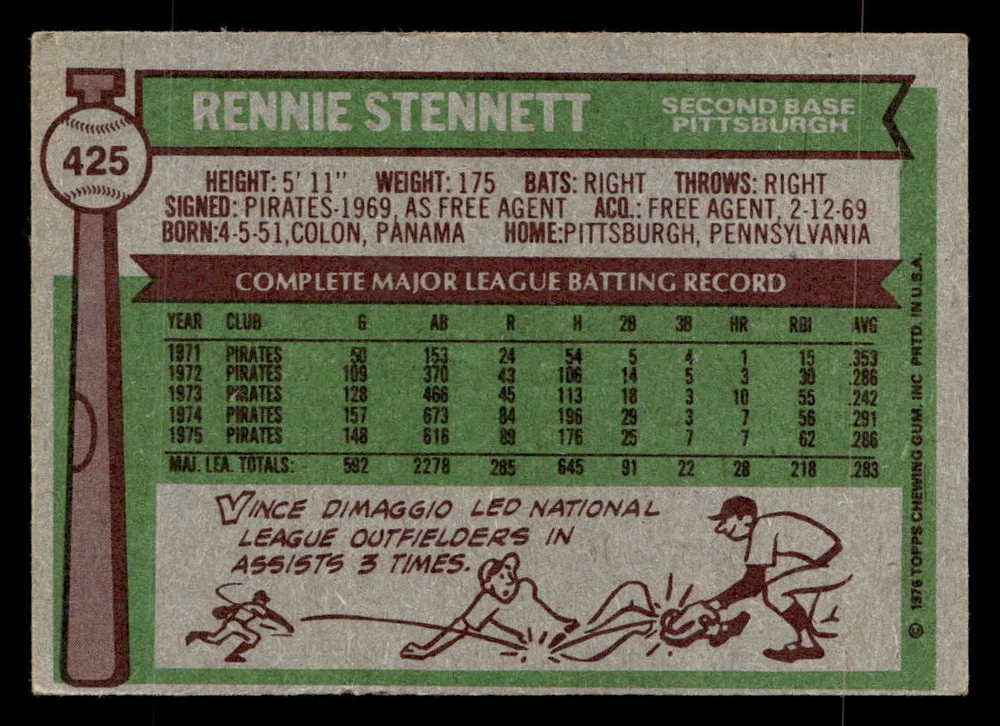 RENNIE STENNETT
SECOND BASE
PITTSBURGH
425
HEIGHT: 5' 11" WEIGHT: 175 BATS: RIGHT THROWS: RIGHT
SIGNED: PIRATES-1969, AS FREE AGENT ACQ.: FREE AGENT, 2-12-69
BORN:4-5-51,COLON, PANAMA HOME:PITTSBURGH, PENNSYLVANIA
COMPLETE MAJOR LEAGUE BATTING RECORD
YEAR CLUB G AB R H 2B 3B HR RBI AVG
1971 PIRATES 50 153 24 54 5 4 1 15 .353
1972 PIRATES 109 370 43 106 14 5 3 30 .286
1973 PIRATES 128 466 45 113 18 3 10 55 .242
1974 PIRATES 157 673 84 196 29 3 7 56 .291
1975 PIRATES 148 616 89 176 25 7 7 62 .286
MAJ. LEA. TOTALS: 592 2278 285 645 91 22 28 218 .283
VINCE DIMAGGIO LED NATIONAL
LEAGUE OUTFIELDERS IN
ASSISTS 3 TIMES.
© 1976 TOPPS CHEWING GUM, INC PRTD. IN U.S.A.